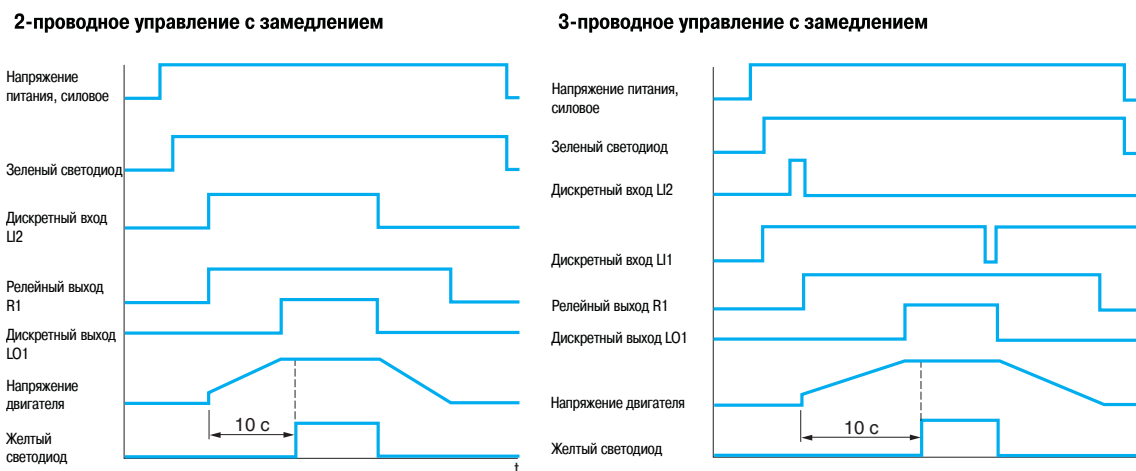 2-проводное управление с замедлением
Напряжение
питания, силовое
Зеленый светодиод
Дискретный вход
LI2
Релейный выход
R1
Дискретный выход
LO1
Напряжение
двигателя
10 с
Желтый
светодиод
t
3-проводное управление с замедлением
Напряжение питания,
силовое
Зеленый светодиод
Дискретный вход LI2
Дискретный вход LI1
Релейный выход R1
Дискретный выход LO1
Напряжение двигателя
10 с
Желтый светодиод